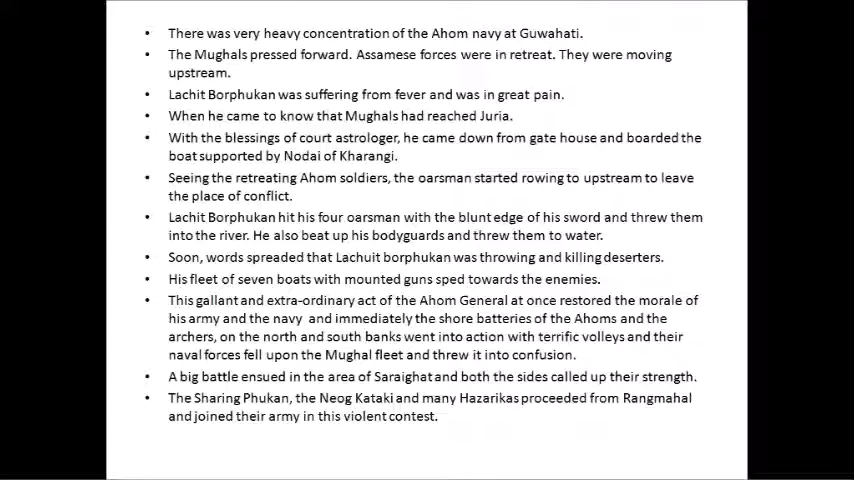 • There was very heavy concentration of the Ahom navy at Guwahati.
• The Mughals pressed forward. Assamese forces were in retreat. They were moving
upstream.
• Lachit Borphukan was suffering from fever and was in great pain.
• When he came to know that Mughals had reached Juria.
• With the blessings of court astrologer, he came down from gate house and boarded the
boat supported by Nodai of Kharangi.
• Seeing the retreating Ahom soldiers, the oarsman started rowing to upstream to leave
the place of conflict.
• Lachit Borphukan hit his four oarsman with the blunt edge of his sword and threw them
into the river. He also beat up his bodyguards and threw them to water.
• Soon, words spreaded that Lachuit borphukan was throwing and killing deserters.
• His fleet of seven boats with mounted guns sped towards the enemies.
• This gallant and extra-ordinary act of the Ahom General at once restored the morale of
his army and the navy and immediately the shore batteries of the Ahoms and the
archers, on the north and south banks went into action with terrific volleys and their
naval forces fell upon the Mughal fleet and threw it into confusion.
• A big battle ensued in the area of Saraighat and both the sides called up their strength.
• The Sharing Phukan, the Neog Kataki and many Hazarikas proceeded from Rangmahal
and joined their army in this violent contest.